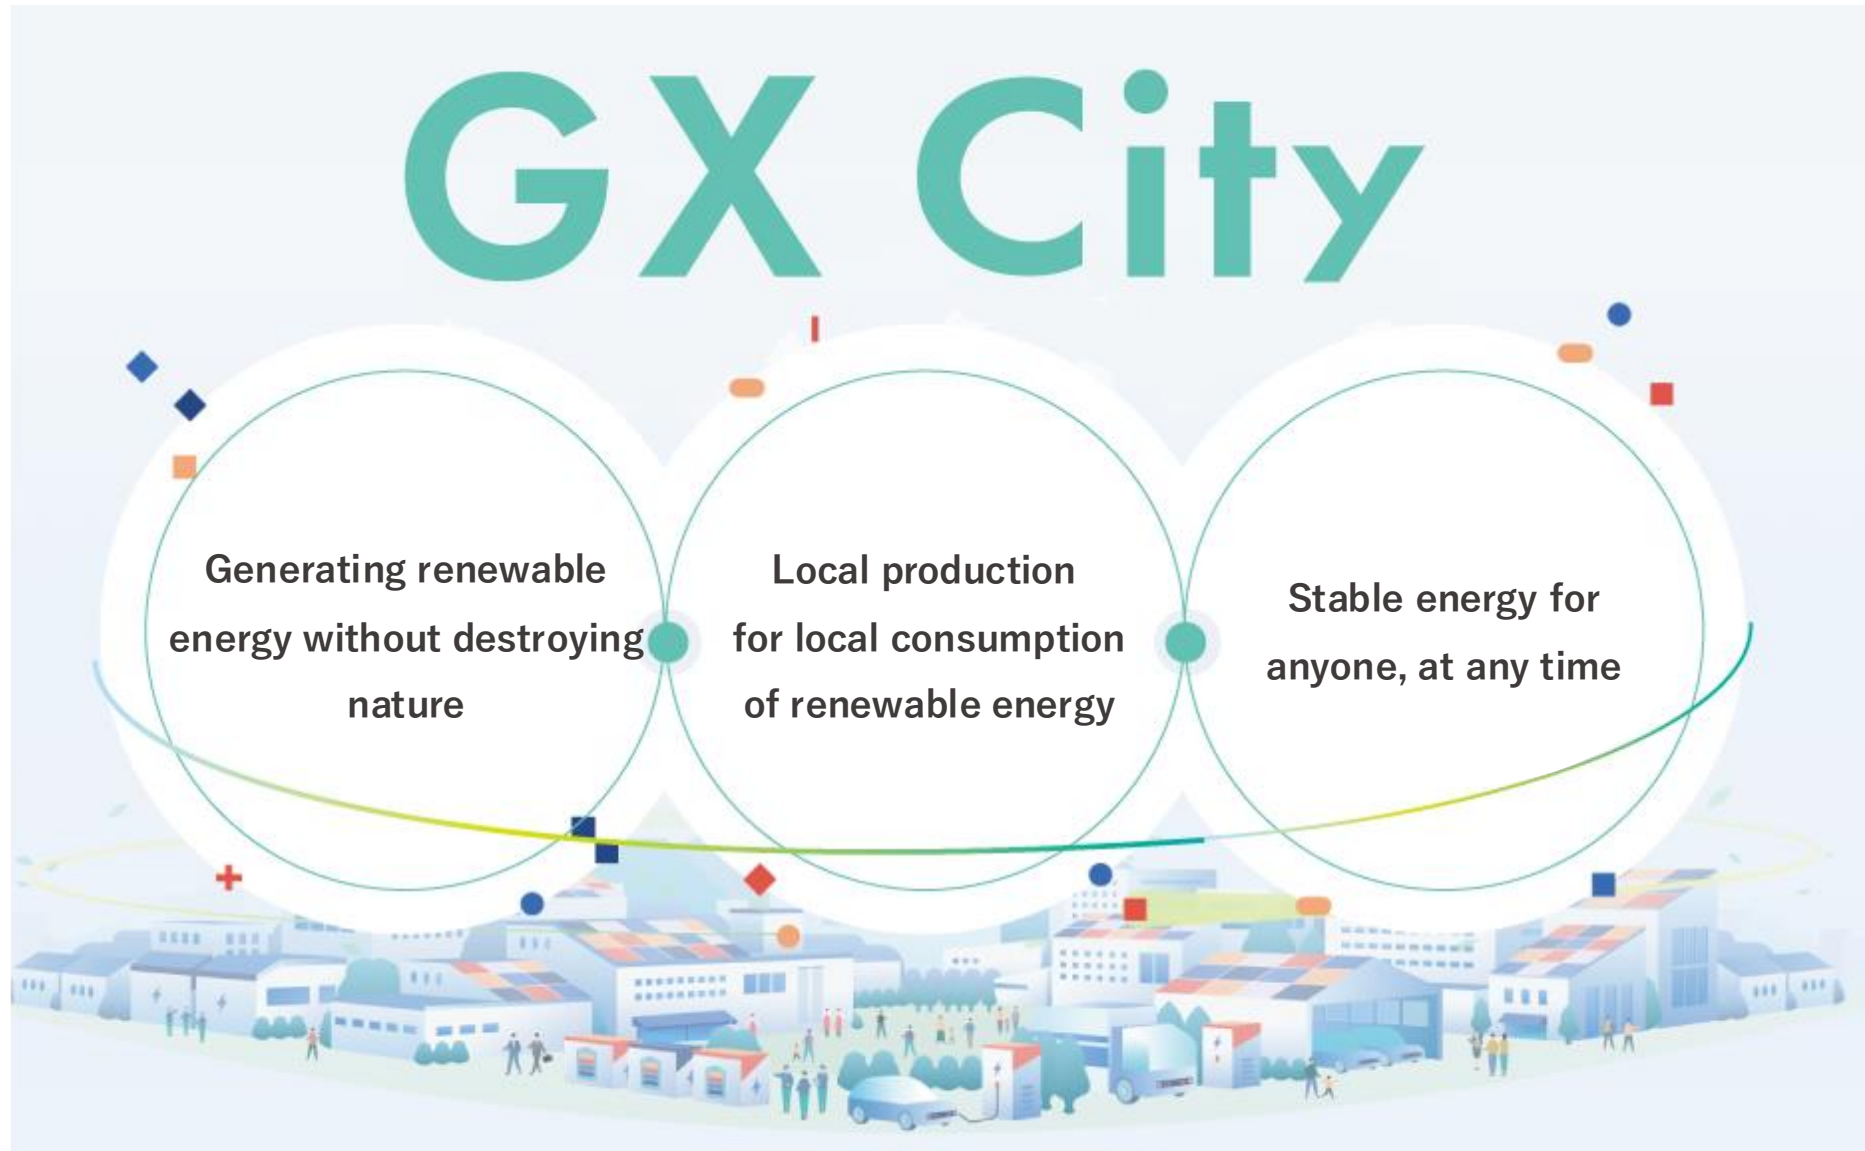 GX City
Generating renewable
energy without destroying
nature
Local production
for local consumption
of renewable energy
Stable energy for
anyone, at any time